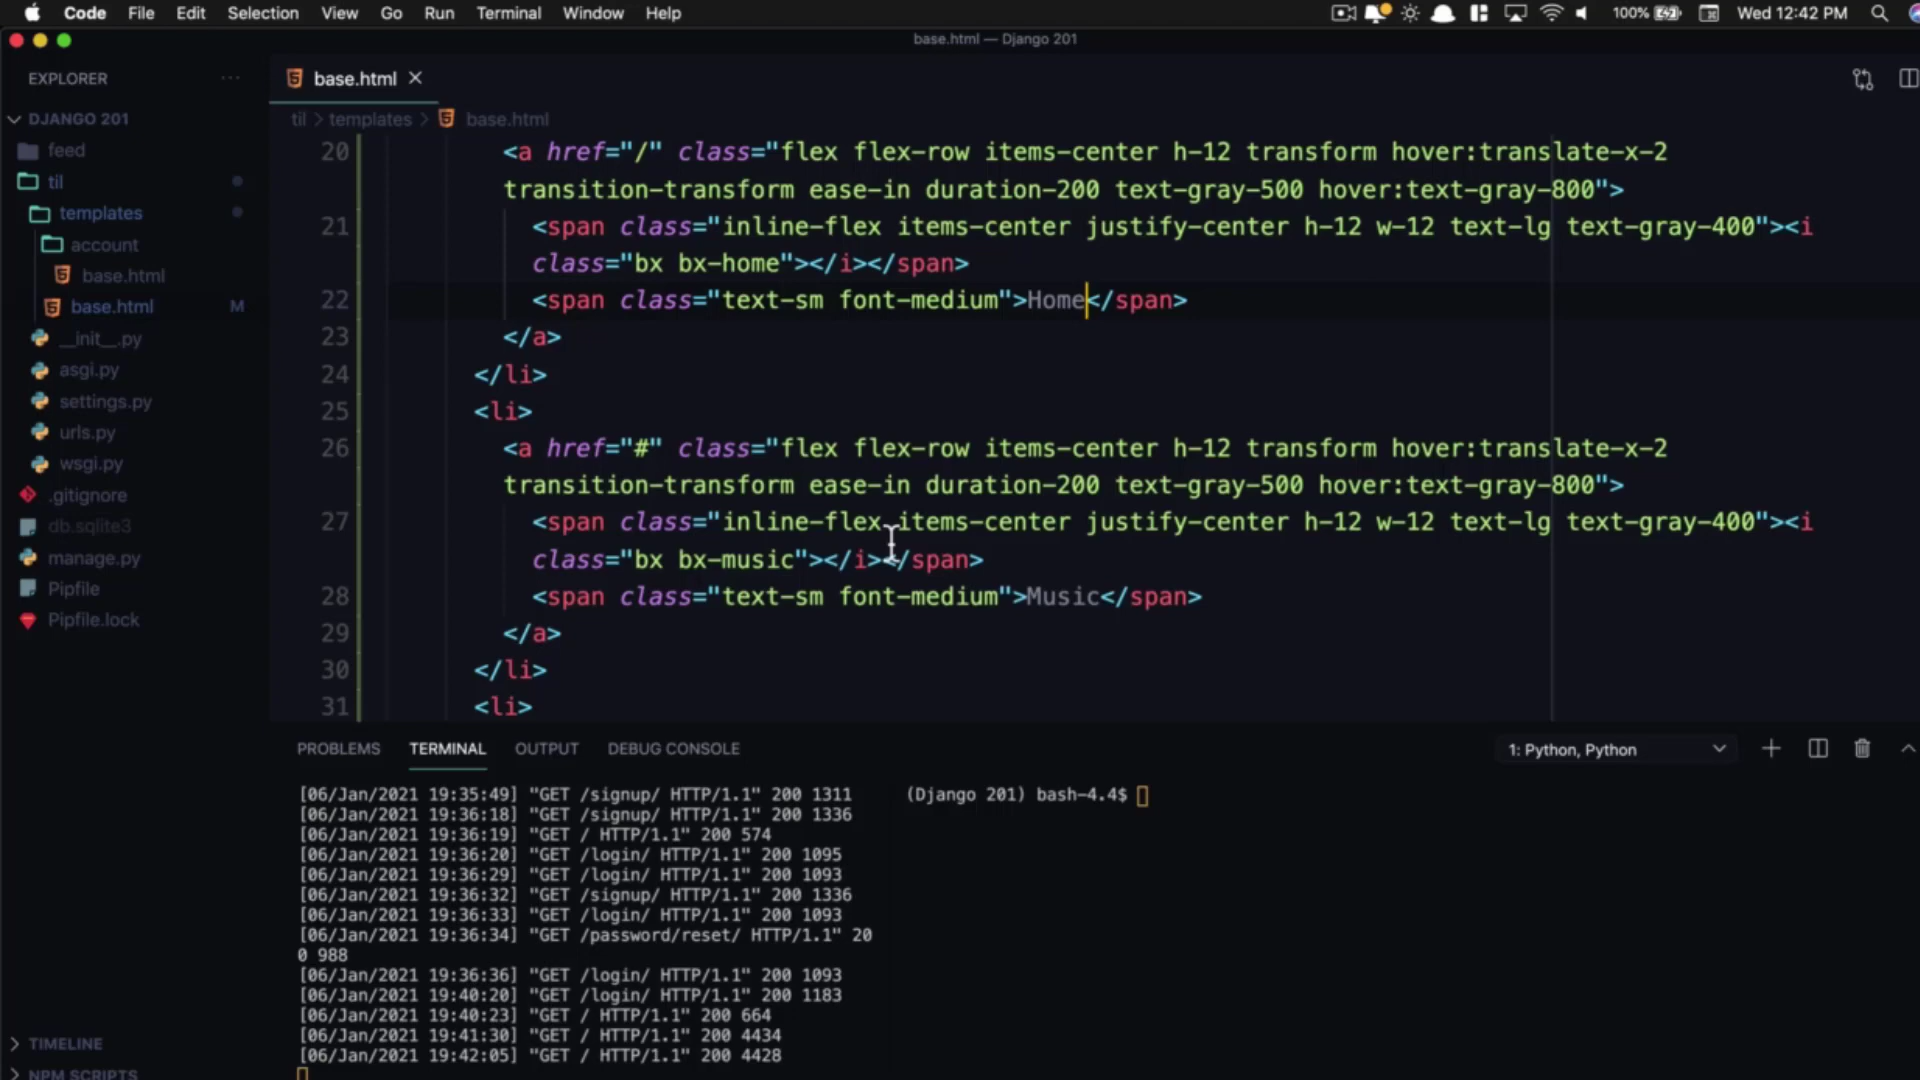 Code File Edit Selection View Go Run Terminal Window Help 100% Wed 12:42 PM
base.html — Django 201
EXPLORER
base.html
DJANGO 201
til > templates > base.html
feed
til
templates
account
base.html
base.html M
__init__.py
asgi.py
settings.py
urls.py
wsgi.py
.gitignore
db.sqlite3
manage.py
Pipfile
Pipfile.lock
TIMELINE
NPM SCRIPTS
20 <a href="/" class="flex flex-row items-center h-12 transform hover:translate-x-2
transition-transform ease-in duration-200 text-gray-500 hover:text-gray-800">
21 <span class="inline-flex items-center justify-center h-12 w-12 text-lg text-gray-400"><i
class="bx bx-home"></i></span>
22 <span class="text-sm font-medium">Home</span>
23 </a>
24 </li>
25 <li>
26 <a href="#" class="flex flex-row items-center h-12 transform hover:translate-x-2
transition-transform ease-in duration-200 text-gray-500 hover:text-gray-800">
27 <span class="inline-flex items-center justify-center h-12 w-12 text-lg text-gray-400"><i
class="bx bx-music"></i></span>
28 <span class="text-sm font-medium">Music</span>
29 </a>
30 </li>
31 <li>
PROBLEMS TERMINAL OUTPUT DEBUG CONSOLE 1: Python, Python
[06/Jan/2021 19:35:49] "GET /signup/ HTTP/1.1" 200 1311
[06/Jan/2021 19:36:18] "GET /signup/ HTTP/1.1" 200 1336
[06/Jan/2021 19:36:19] "GET / HTTP/1.1" 200 574
[06/Jan/2021 19:36:20] "GET /login/ HTTP/1.1" 200 1095
[06/Jan/2021 19:36:29] "GET /login/ HTTP/1.1" 200 1093
[06/Jan/2021 19:36:32] "GET /signup/ HTTP/1.1" 200 1336
[06/Jan/2021 19:36:33] "GET /login/ HTTP/1.1" 200 1093
[06/Jan/2021 19:36:34] "GET /password/reset/ HTTP/1.1" 20
0 988
[06/Jan/2021 19:36:36] "GET /login/ HTTP/1.1" 200 1093
[06/Jan/2021 19:40:20] "GET /login/ HTTP/1.1" 200 1183
[06/Jan/2021 19:40:23] "GET / HTTP/1.1" 200 664
[06/Jan/2021 19:41:30] "GET / HTTP/1.1" 200 4434
[06/Jan/2021 19:42:05] "GET / HTTP/1.1" 200 4428
(Django 201) bash-4.4$